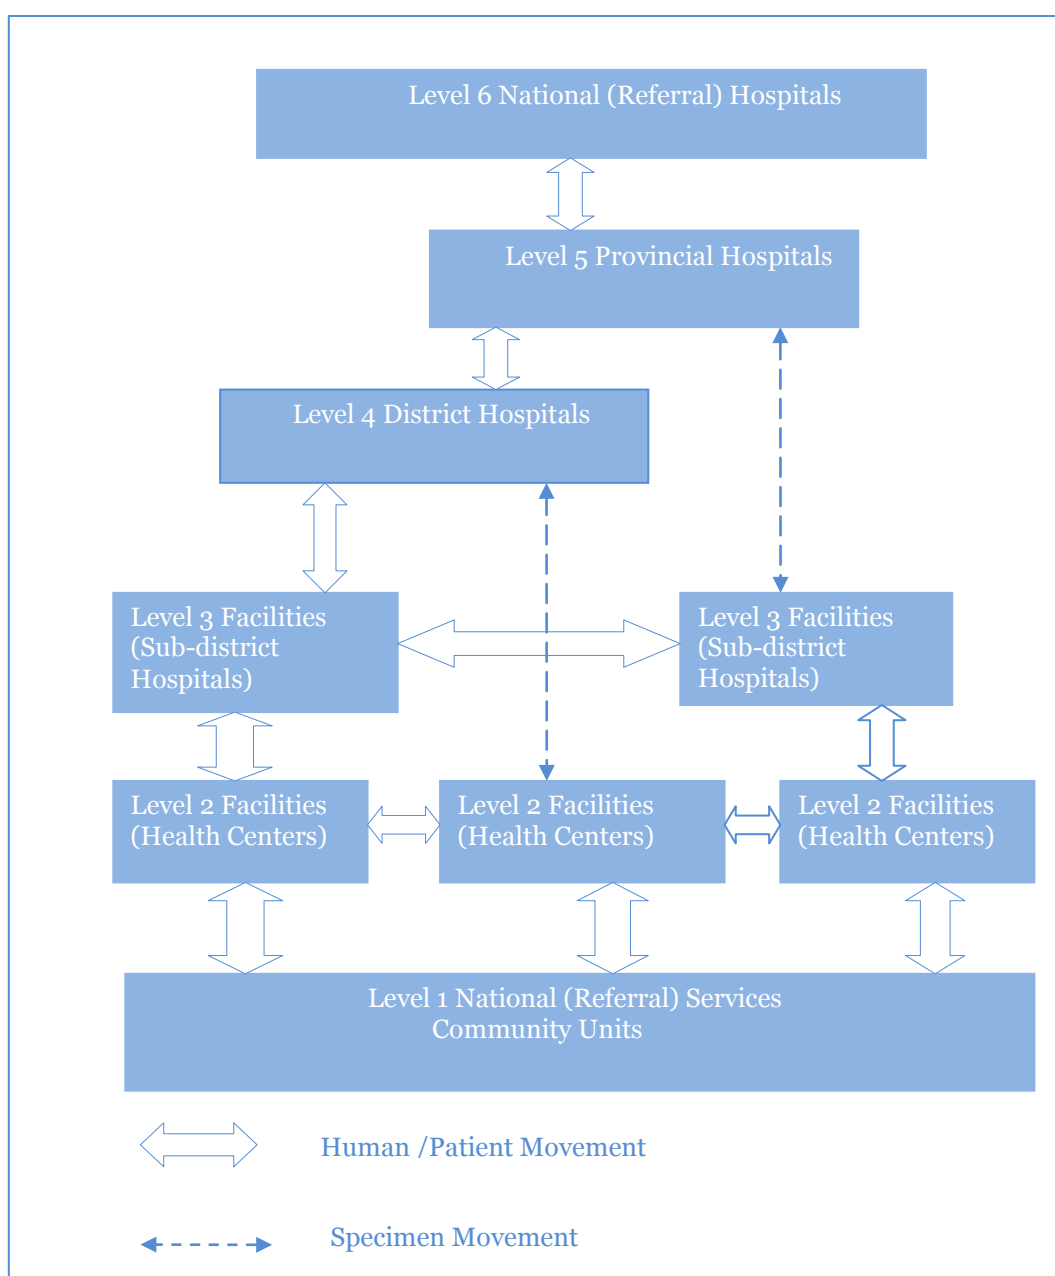 Level 6 National (Referral) Hospitals
Level 5 Provincial Hospitals
Level 4 District Hospitals
Level 3 Facilities
(Sub-district
Hospitals)
Level 3 Facilities
(Sub-district
Hospitals)
Level 2 Facilities
(Health Centers)
Level 2 Facilities
(Health Centers)
Level 2 Facilities
(Health Centers)
Level 1 National (Referral) Services
Community Units
Human /Patient Movement
Specimen Movement